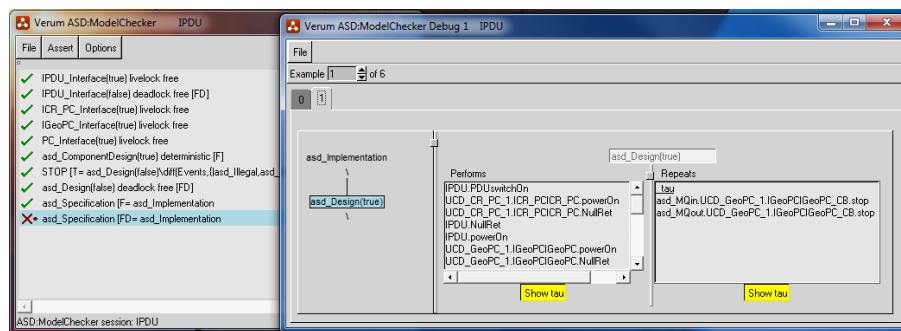 Verum ASD:ModelChecker IPDU
File Assert Options
IPDU_Interface(true) livelock free
IPDU_Interface(false) deadlock free [FD]
ICR_PC_Interface(true) livelock free
IGeoPC_Interface(true) livelock free
PC_Interface(true) livelock free
asd_ComponentDesign(true) deterministic [F]
STOP [T= asd_Design(false)\diff(Events,{|asd_Illegal,asd_
asd_Design(false) deadlock free [FD]
asd_Specification [F= asd_Implementation
asd_Specification [FD= asd_Implementation
ASD:ModelChecker session: IPDU
Verum ASD:ModelChecker Debug 1 IPDU
File
Example 1 of 6
0 1
asd_Implementation
asd_Design(true)
asd_Design(true)
Performs
IPDU.PDUswitchOn
UCD_CR_PC_1.ICR_PCICR_PC.powerOn
UCD_CR_PC_1.ICR_PCICR_PC.NullRet
IPDU.NullRet
IPDU.powerOn
UCD_GeoPC_1.IGeoPCIGeoPC.powerOn
UCD_GeoPC_1.IGeoPCIGeoPC.NullRet
Show tau
Repeats
_tau
asd_MQin.UCD_GeoPC_1.IGeoPCIGeoPC_CB.stop
asd_MQout.UCD_GeoPC_1.IGeoPCIGeoPC_CB.stop
Show tau